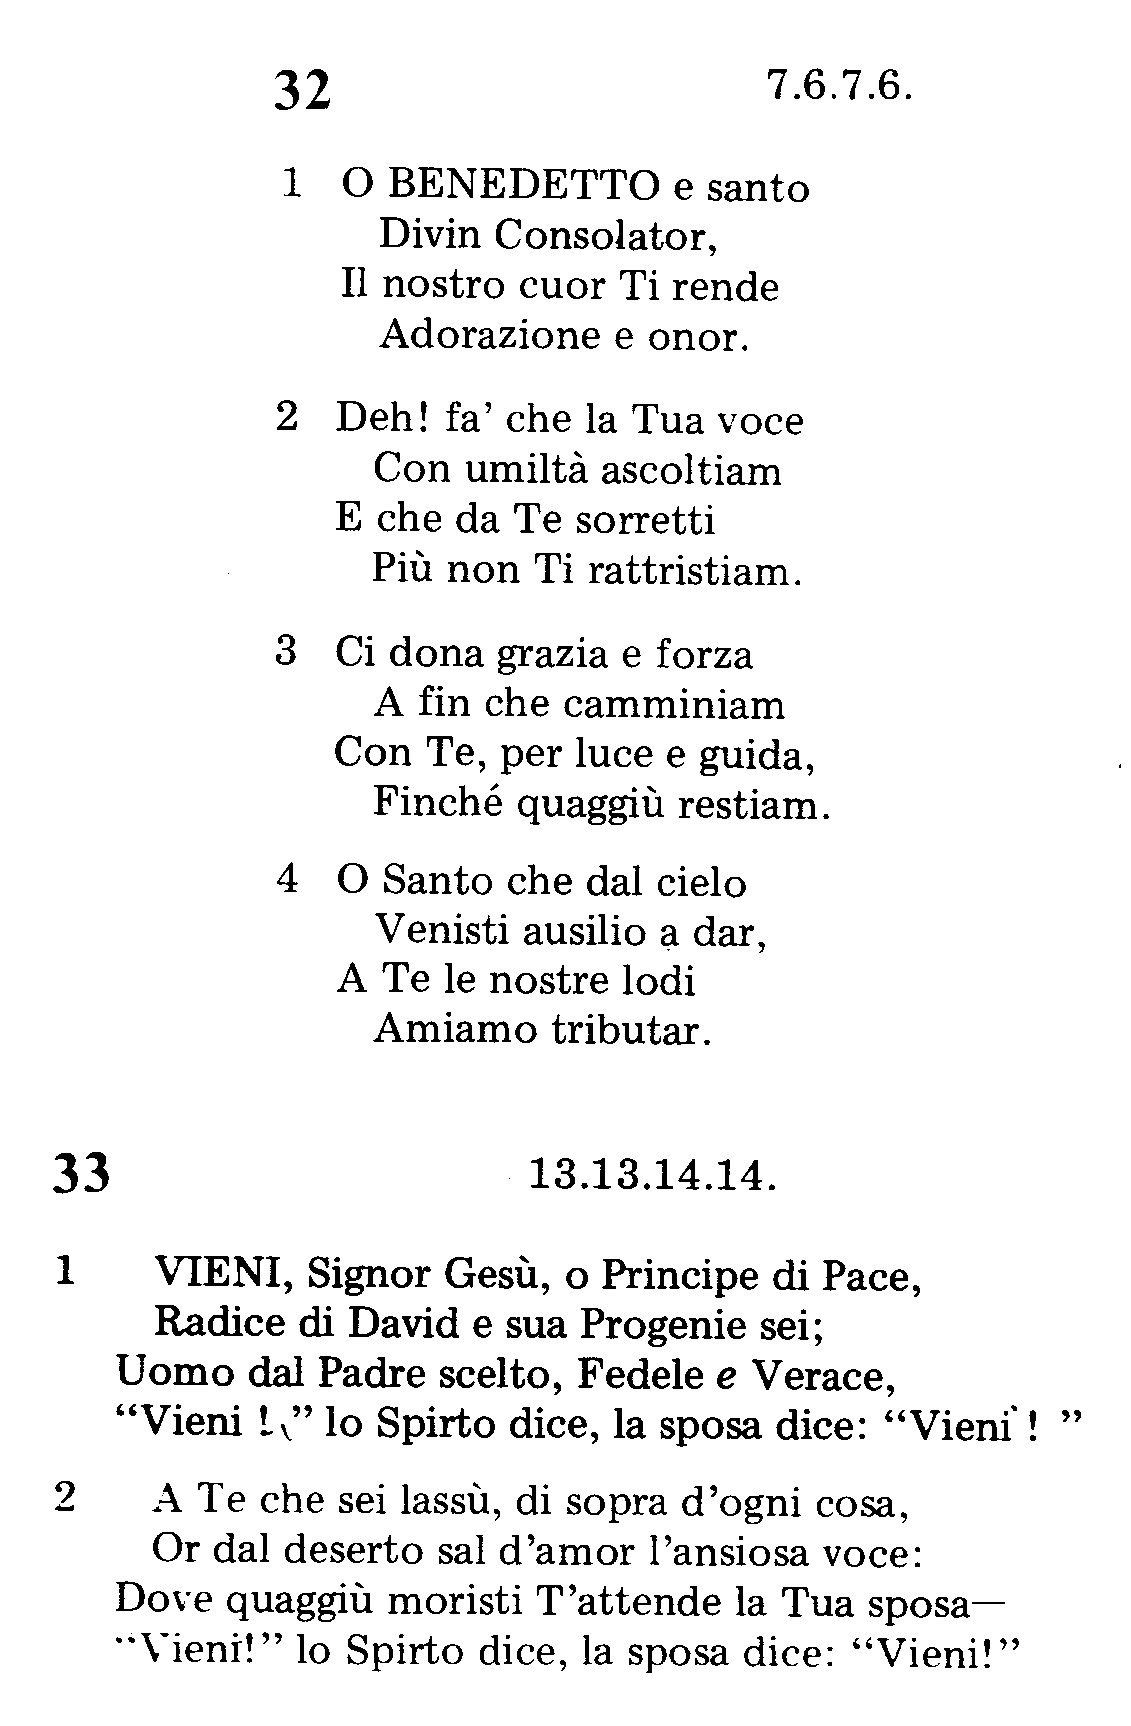 32 7.6.7.6.
1 O BENEDETTO e santo
Divin Consolator,
Il nostro cuor Ti rende
Adorazione e onor.
2 Deh! fa' che la Tua voce
Con umiltà ascoltiam
E che da Te sorretti
Più non Ti rattristiam.
3 Ci dona grazia e forza
A fin che camminiam
Con Te, per luce e guida,
Finché quaggiù restiam.
4 O Santo che dal cielo
Venisti ausilio a dar,
A Te le nostre lodi
Amiamo tributar.
33 13.13.14.14.
1 VIENI, Signor Gesù, o Principe di Pace,
Radice di David e sua Progenie sei;
Uomo dal Padre scelto, Fedele e Verace,
“Vieni !” lo Spirto dice, la sposa dice: “Vieni ! ”
2 A Te che sei lassù, di sopra d'ogni cosa,
Or dal deserto sal d'amor l'ansiosa voce:
Dove quaggiù moristi T'attende la Tua sposa—
“Vieni!” lo Spirto dice, la sposa dice: “Vieni!”